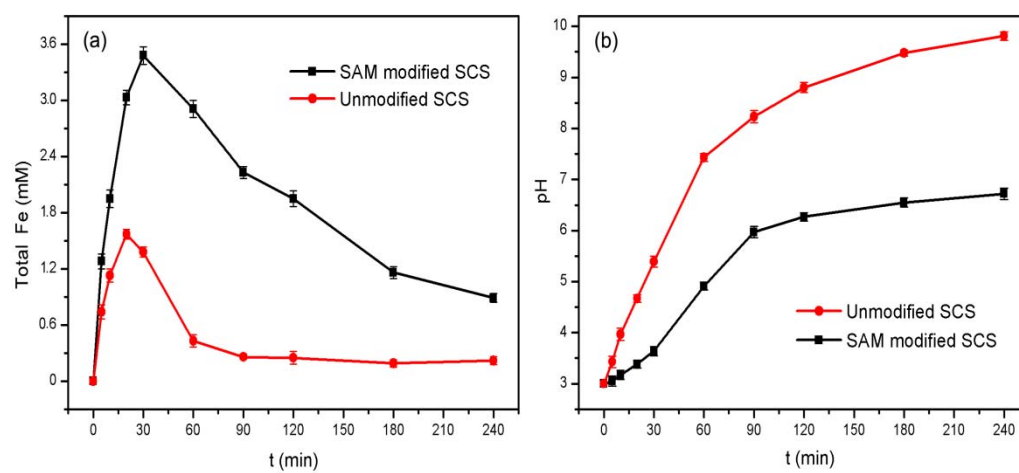 (a)
SAM modified SCS
Unmodified SCS
Total Fe (mM)
3.6
3.0
2.4
1.8
1.2
0.6
0
0 30 60 90 120 150 180 210 240
t (min)
(b)
Unmodified SCS
SAM modified SCS
pH
10
9
8
7
6
5
4
3
0 30 60 90 120 150 180 210 240
t (min)